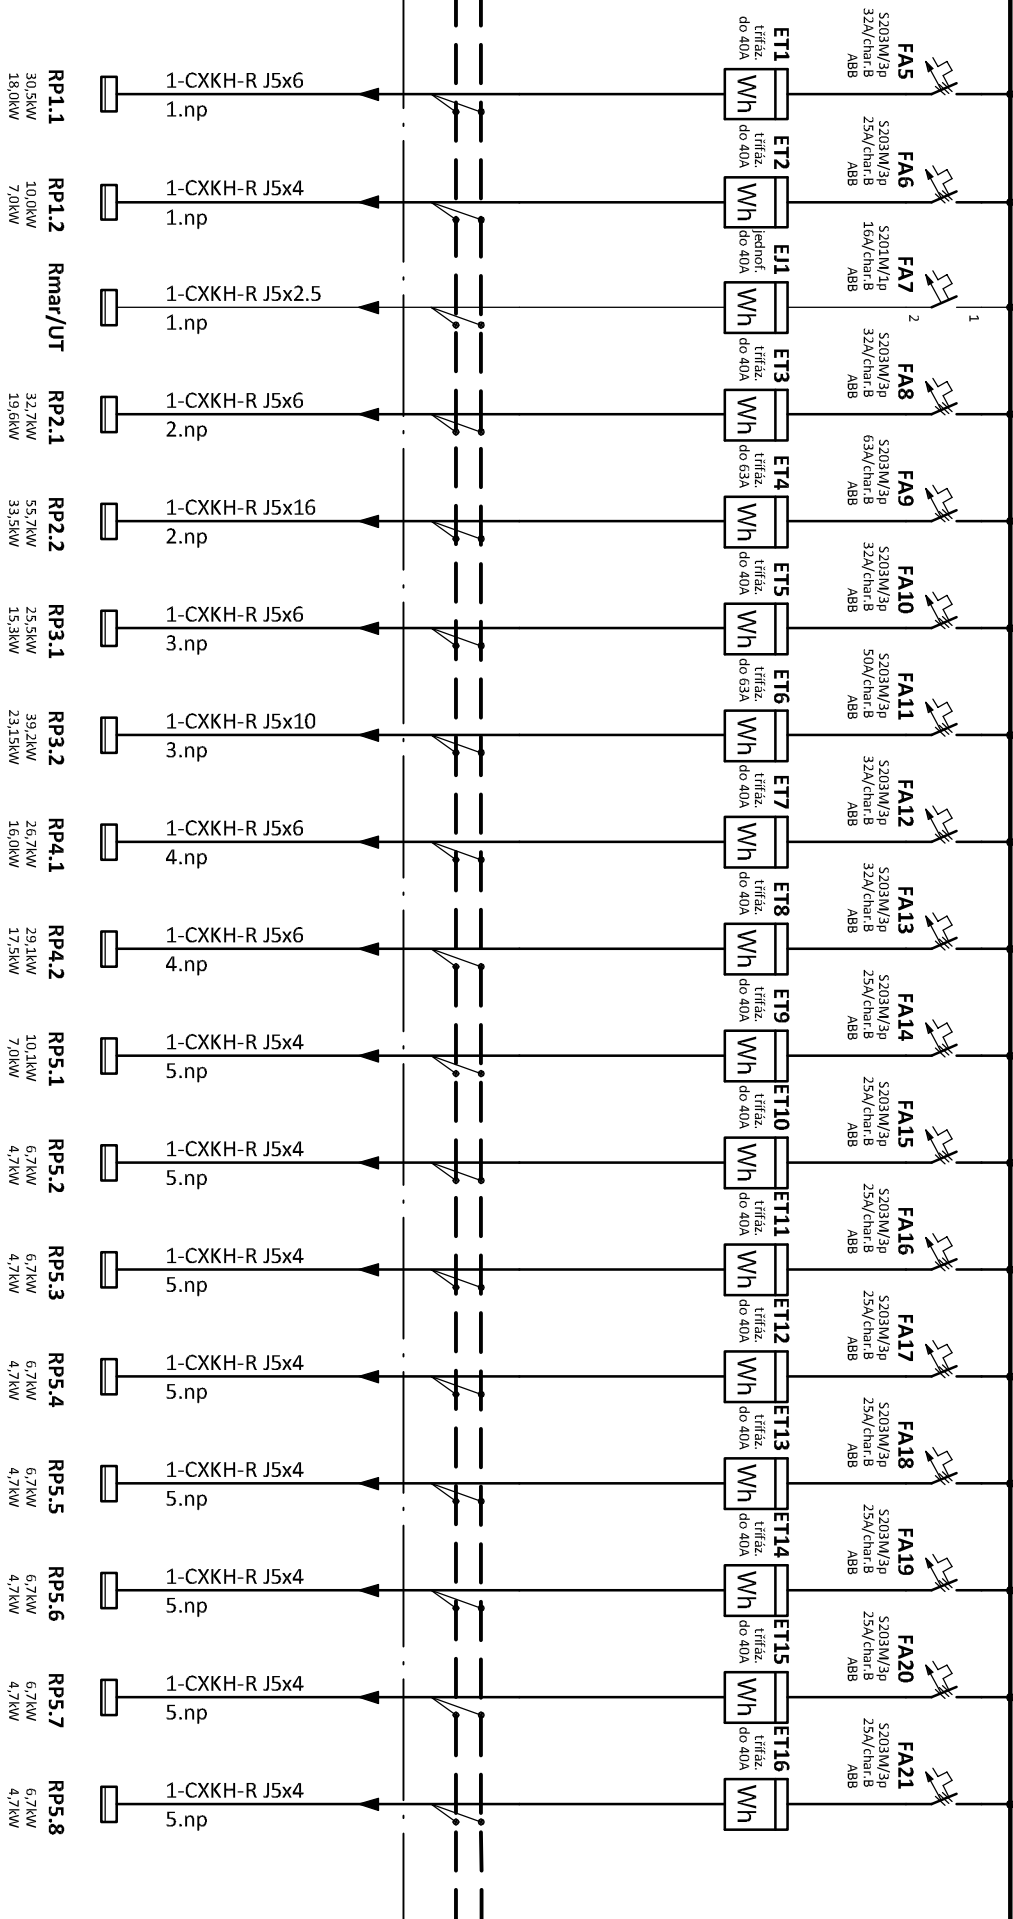 FA5
S203M/3p
32A/char.B
ABB
ET1
třífáz.
do 40A
Wh
1-CXKH-R J5x6
1.np
RP1.1
30,5kW
18,0kW
FA6
S203M/3p
25A/char.B
ABB
ET2
třífáz.
do 40A
Wh
1-CXKH-R J5x4
1.np
RP1.2
10,0kW
7,0kW
FA7
S201M/1p
16A/char.B
ABB
1
2
EJ1
jednof.
do 40A
Wh
1-CXKH-R J5x2.5
1.np
Rmar/UT
FA8
S203M/3p
32A/char.B
ABB
ET3
třífáz.
do 40A
Wh
1-CXKH-R J5x6
2.np
RP2.1
32,7kW
19,6kW
FA9
S203M/3p
63A/char.B
ABB
ET4
třífáz.
do 63A
Wh
1-CXKH-R J5x16
2.np
RP2.2
55,7kW
33,5kW
FA10
S203M/3p
32A/char.B
ABB
ET5
třífáz.
do 40A
Wh
1-CXKH-R J5x6
3.np
RP3.1
25,5kW
15,3kW
FA11
S203M/3p
50A/char.B
ABB
ET6
třífáz.
do 63A
Wh
1-CXKH-R J5x10
3.np
RP3.2
39,2kW
23,15kW
FA12
S203M/3p
32A/char.B
ABB
ET7
třífáz.
do 40A
Wh
1-CXKH-R J5x6
4.np
RP4.1
26,7kW
16,0kW
FA13
S203M/3p
32A/char.B
ABB
ET8
třífáz.
do 40A
Wh
1-CXKH-R J5x6
4.np
RP4.2
29,1kW
17,5kW
FA14
S203M/3p
25A/char.B
ABB
ET9
třífáz.
do 40A
Wh
1-CXKH-R J5x4
5.np
RP5.1
10,1kW
7,0kW
FA15
S203M/3p
25A/char.B
ABB
ET10
třífáz.
do 40A
Wh
1-CXKH-R J5x4
5.np
RP5.2
6,7kW
4,7kW
FA16
S203M/3p
25A/char.B
ABB
ET11
třífáz.
do 40A
Wh
1-CXKH-R J5x4
5.np
RP5.3
6,7kW
4,7kW
FA17
S203M/3p
25A/char.B
ABB
ET12
třífáz.
do 40A
Wh
1-CXKH-R J5x4
5.np
RP5.4
6,7kW
4,7kW
FA18
S203M/3p
25A/char.B
ABB
ET13
třífáz.
do 40A
Wh
1-CXKH-R J5x4
5.np
RP5.5
6,7kW
4,7kW
FA19
S203M/3p
25A/char.B
ABB
ET14
třífáz.
do 40A
Wh
1-CXKH-R J5x4
5.np
RP5.6
6,7kW
4,7kW
FA20
S203M/3p
25A/char.B
ABB
ET15
třífáz.
do 40A
Wh
1-CXKH-R J5x4
5.np
RP5.7
6,7kW
4,7kW
FA21
S203M/3p
25A/char.B
ABB
ET16
třífáz.
do 40A
Wh
1-CXKH-R J5x4
5.np
RP5.8
6,7kW
4,7kW